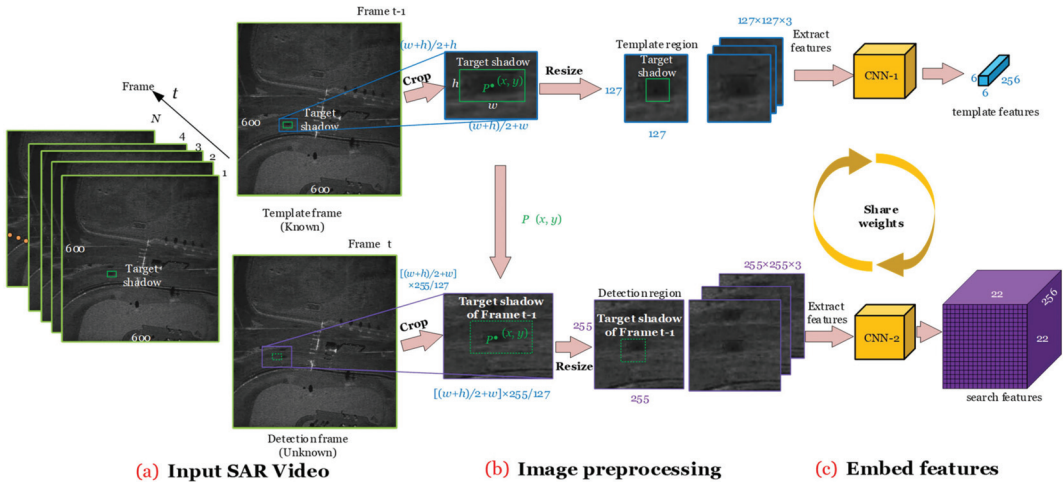 Frame t-1
(w+h)/2+h
Crop
Target shadow
h
P*(x, y)
w
(w+h)/2+w
Resize
Template region
Target
shadow
127
127
127×127×3
Extract
features
CNN-1
6
6
256
template features
Frame
t
N
4
3
2
1
600
Target
shadow
600
600
Target
shadow
600
Template frame
(Known)
P (x, y)
Share
weights
Frame t
[(w+h)/2+w]
×255/127
Crop
Target shadow
of Frame t-1
P*(x, y)
[(w+h)/2+w]×255/127
Resize
Detection region
Target shadow
of Frame t-1
255
255
255×255×3
Extract
features
CNN-2
22
256
22
search features
Detection frame
(Unknown)
(a) Input SAR Video
(b) Image preprocessing
(c) Embed features